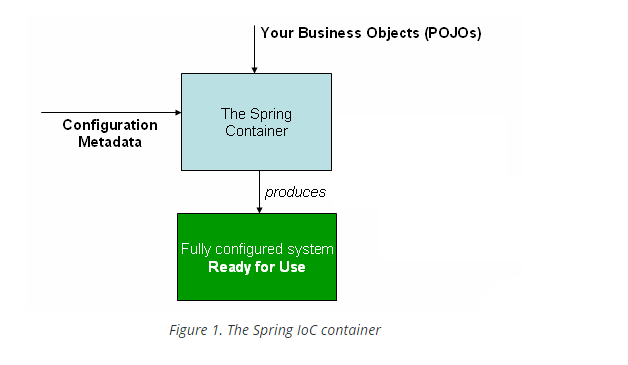 Your Business Objects (POJOs)
The Spring
Container
Configuration
Metadata
produces
Fully configured system
Ready for Use
Figure 1. The Spring IoC container